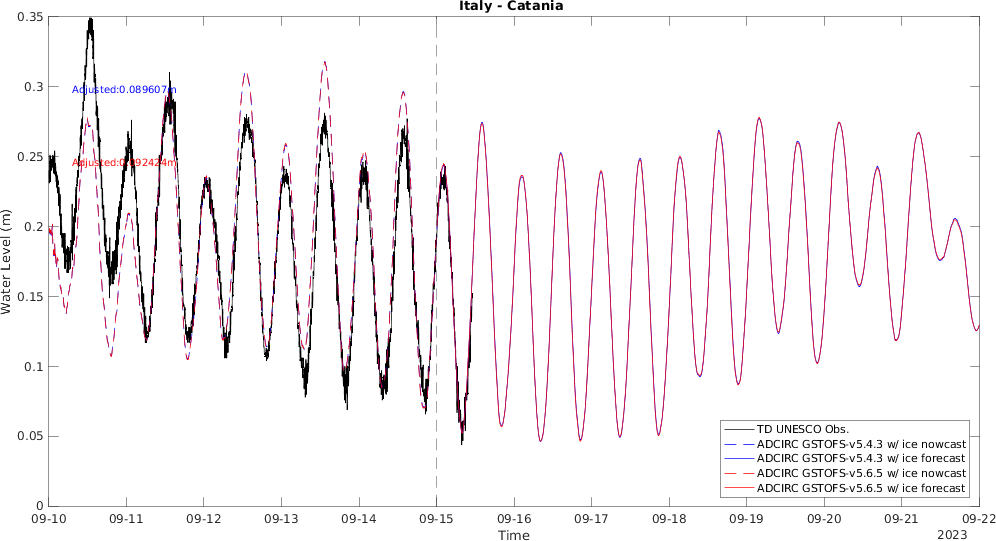 Italy - Catania
0.35
0.3
0.25
0.2
0.15
0.1
0.05
0
Water Level (m)
Adjusted:0.089607m
Adjusted:0.092424m
TD UNESCO Obs.
ADCIRC GSTOFS-v5.4.3 w/ ice nowcast
ADCIRC GSTOFS-v5.4.3 w/ ice forecast
ADCIRC GSTOFS-v5.6.5 w/ ice nowcast
ADCIRC GSTOFS-v5.6.5 w/ ice forecast
09-10 09-11 09-12 09-13 09-14 09-15 09-16 09-17 09-18 09-19 09-20 09-21 09-22
Time
2023